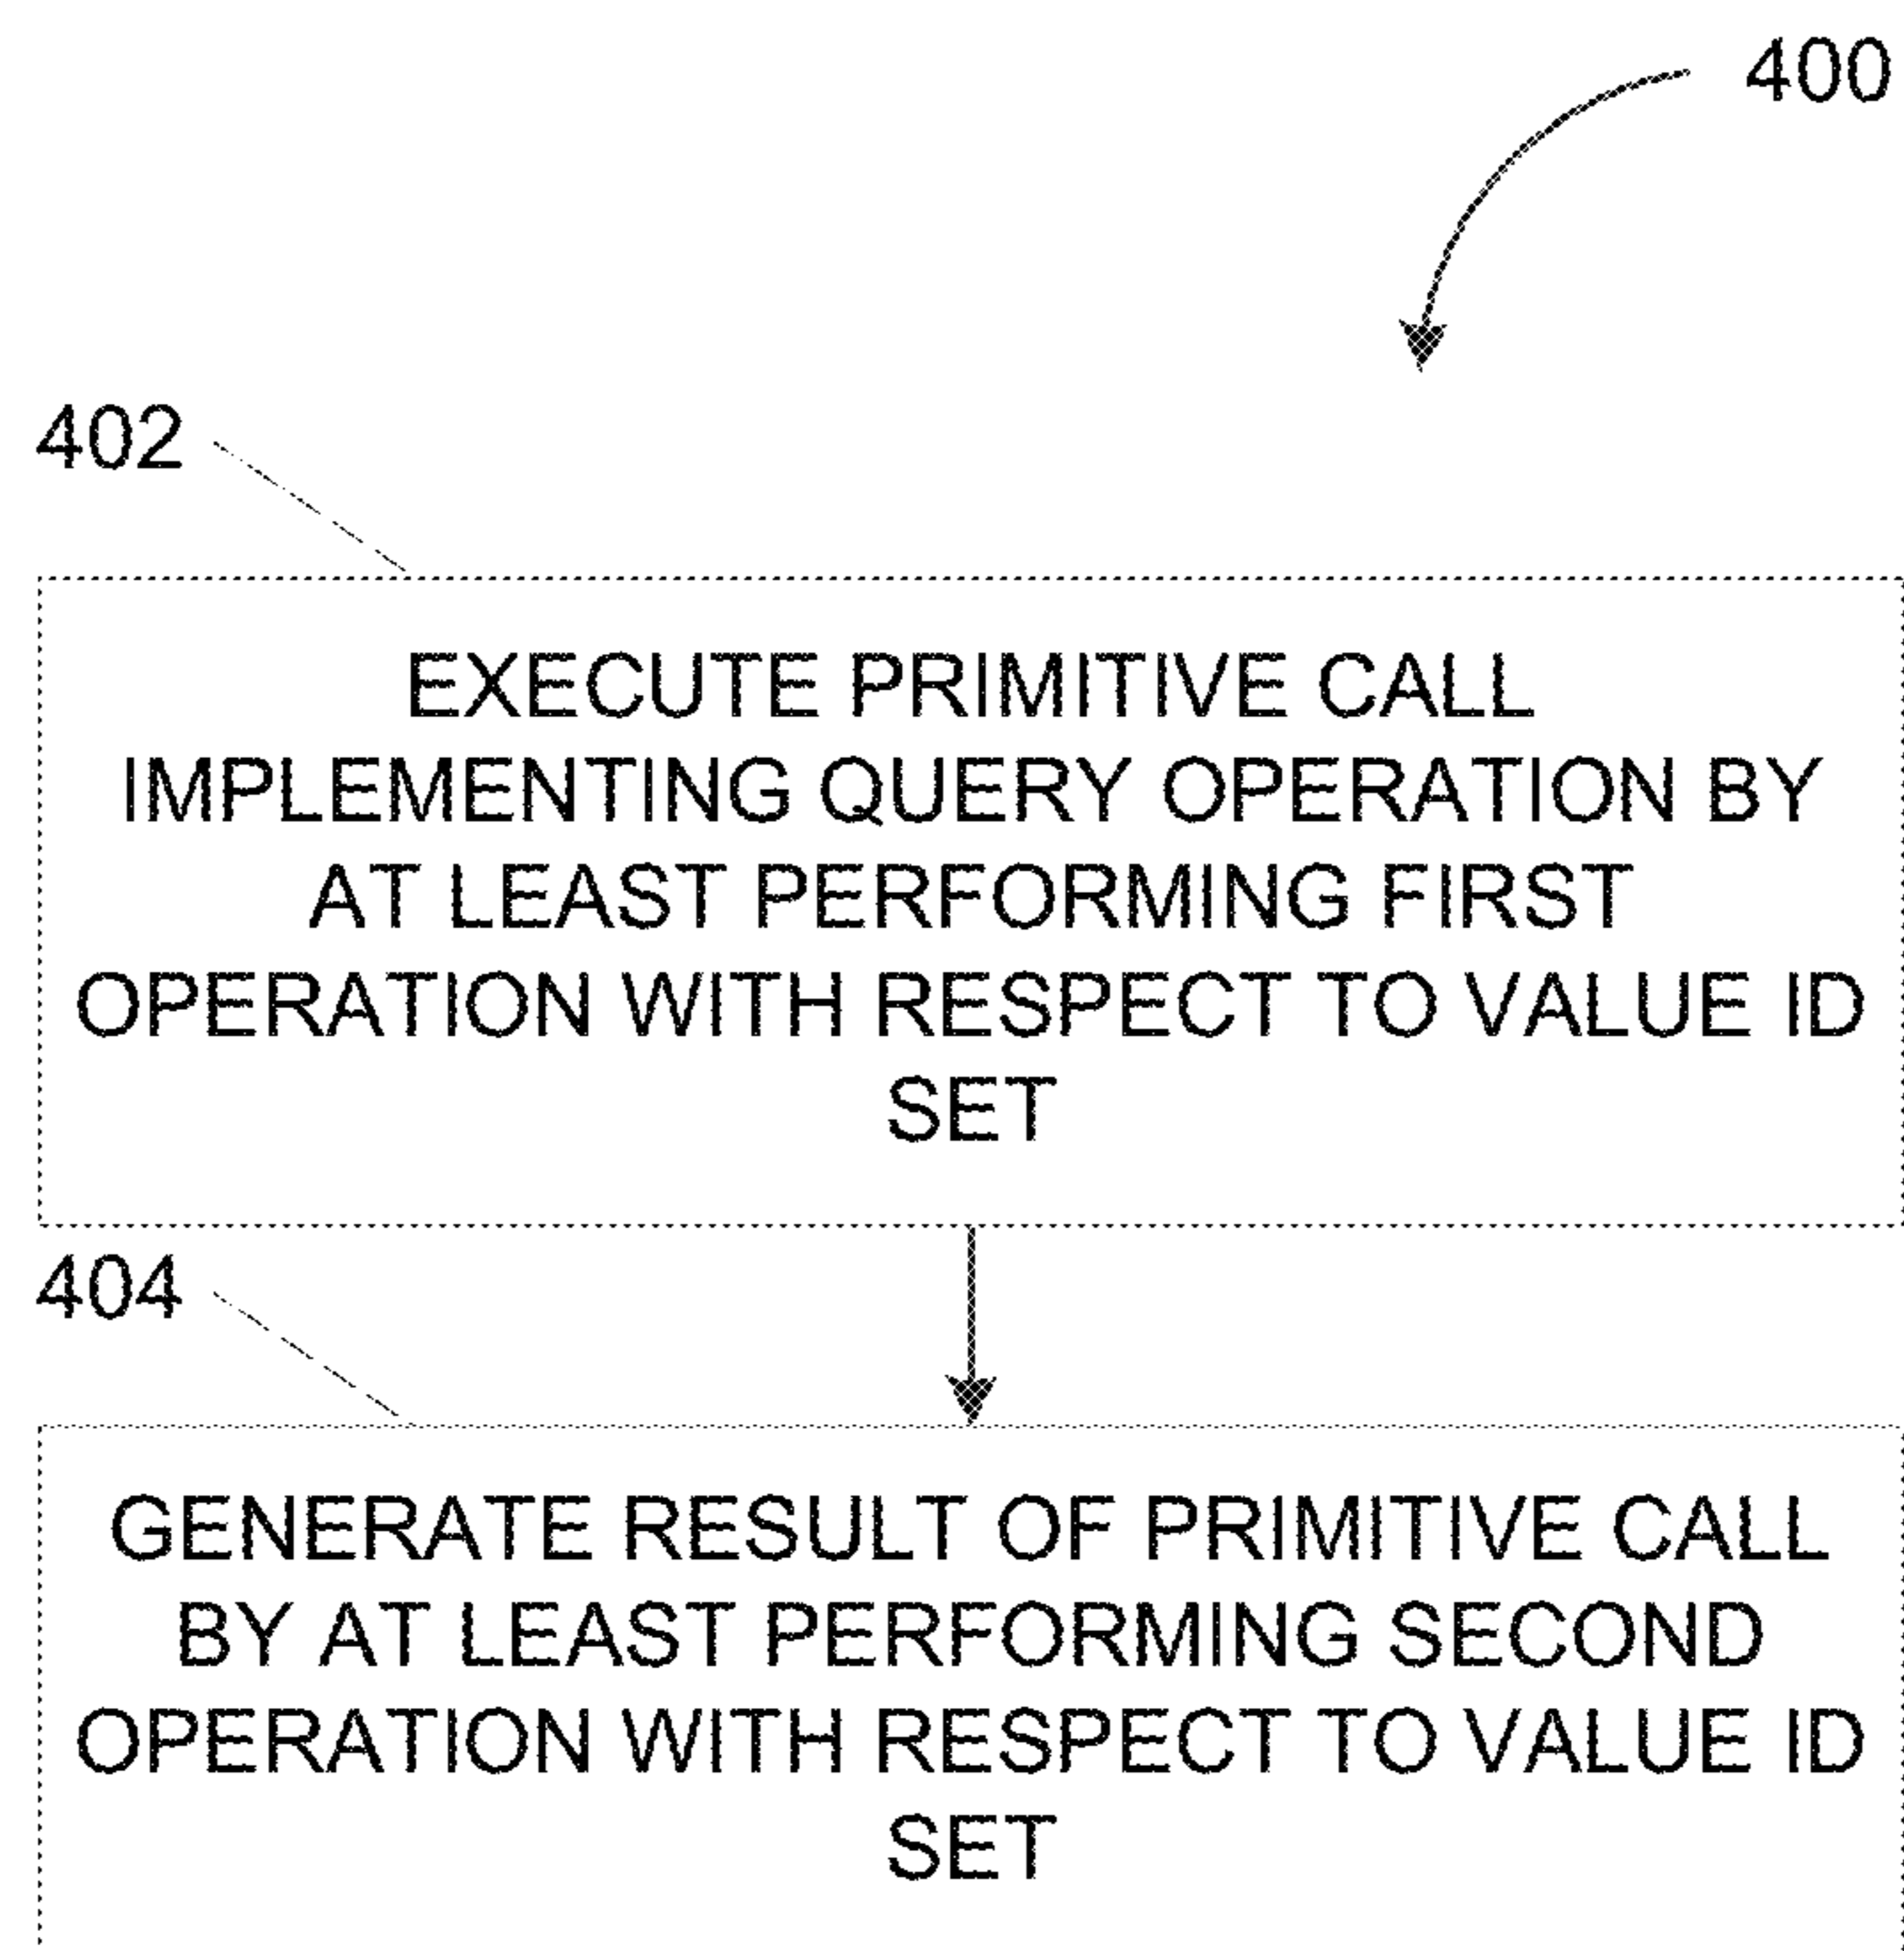 400
402
EXECUTE PRIMITIVE CALL
IMPLEMENTING QUERY OPERATION BY
AT LEAST PERFORMING FIRST
OPERATION WITH RESPECT TO VALUE ID
SET
404
GENERATE RESULT OF PRIMITIVE CALL
BY AT LEAST PERFORMING SECOND
OPERATION WITH RESPECT TO VALUE ID
SET